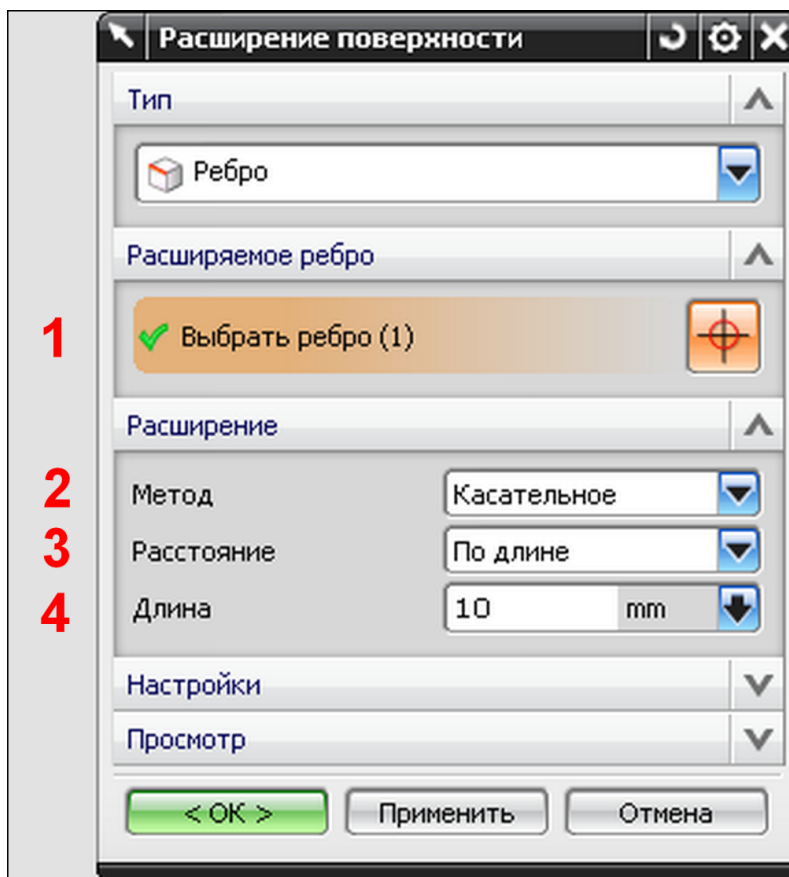 Расширение поверхности
Тип
Ребро
Расширяемое ребро
1 Выбрать ребро (1)
Расширение
2 Метод Касательное
3 Расстояние По длине
4 Длина 10 mm
Настройки
Просмотр
< OK > Применить Отмена